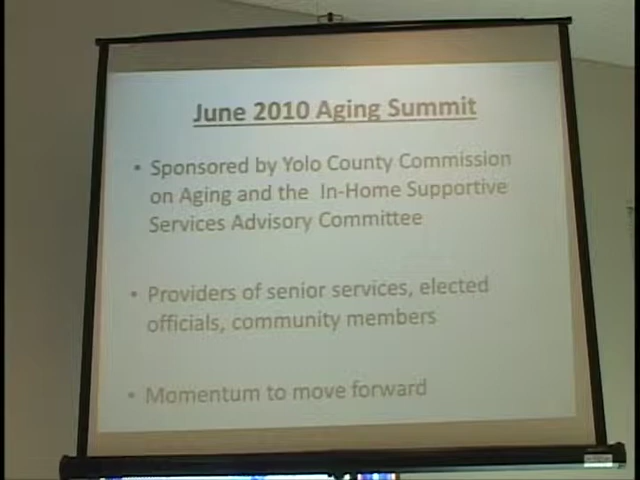 June 2010 Aging Summit
• Sponsored by Yolo County Commission
on Aging and the In-Home Supportive
Services Advisory Committee
• Providers of senior services, elected
officials, community members
• Momentum to move forward